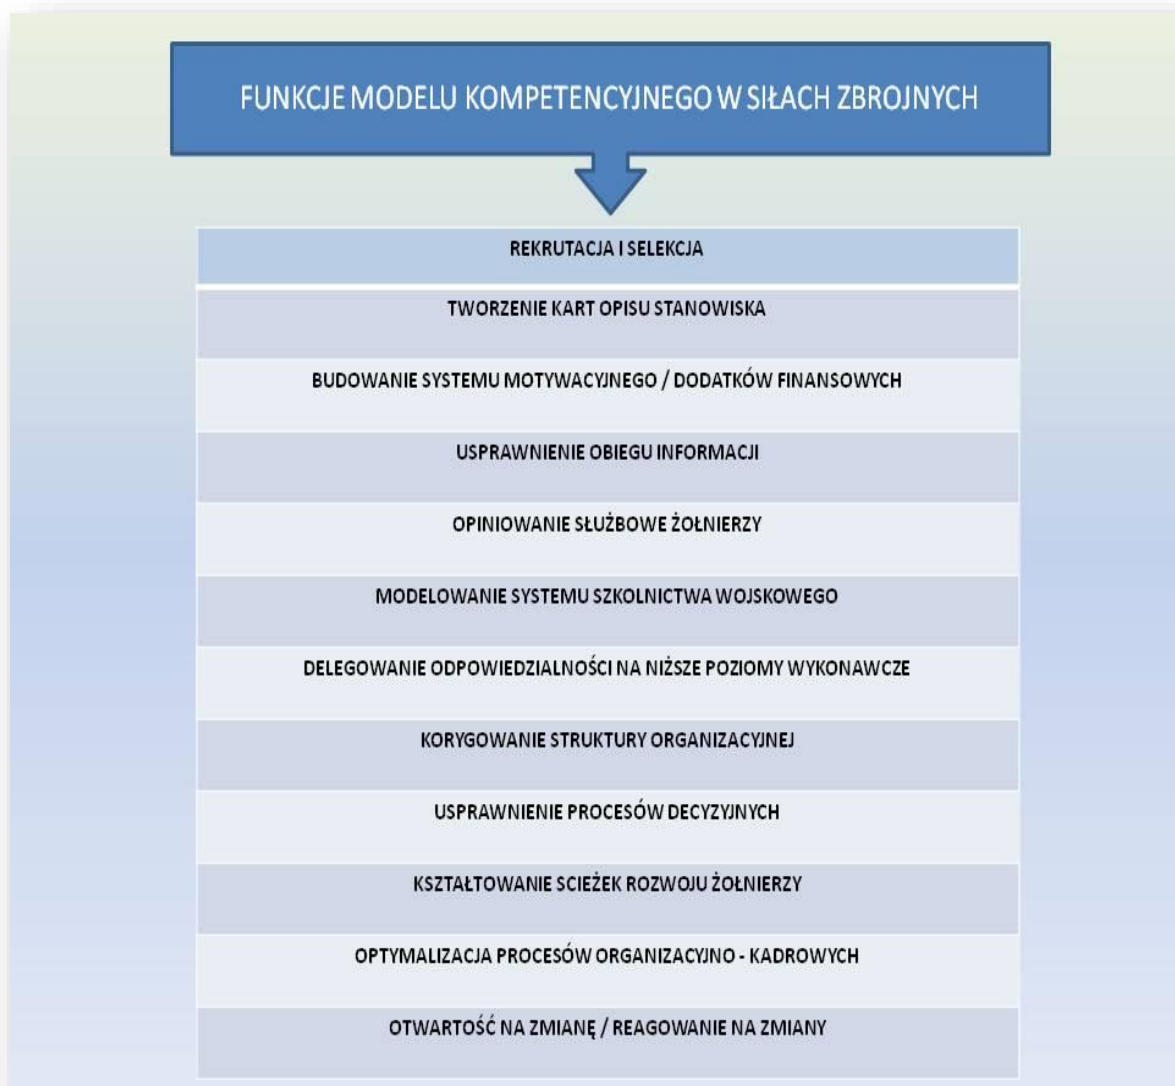 FUNKCJE MODELU KOMPETENCYJNEGO W SIŁACH ZBROJNYCH
REKRUTACJA I SELEKCJA
TWORZENIE KART OPISU STANOWISKA
BUDOWANIE SYSTEMU MOTYWACYJNEGO / DODATKÓW FINANSOWYCH
USPRAWNIENIE OBIEGU INFORMACJI
OPINIOWANIE SŁUŻBOWE ŻOŁNIERZY
MODELOWANIE SYSTEMU SZKOLNICTWA WOJSKOWEGO
DELEGOWANIE ODPOWIEDZIALNOŚCI NA NIŻSZE POZIOMY WYKONAWCZE
KORYGOWANIE STRUKTURY ORGANIZACYJNEJ
USPRAWNIENIE PROCESÓW DECYZYJNYCH
KSZTAŁTOWANIE SCIEŻEK ROZWOJU ŻOŁNIERZY
OPTYMALIZACJA PROCESÓW ORGANIZACYJNO - KADROWYCH
OTWARTOŚĆ NA ZMIANĘ / REAGOWANIE NA ZMIANY